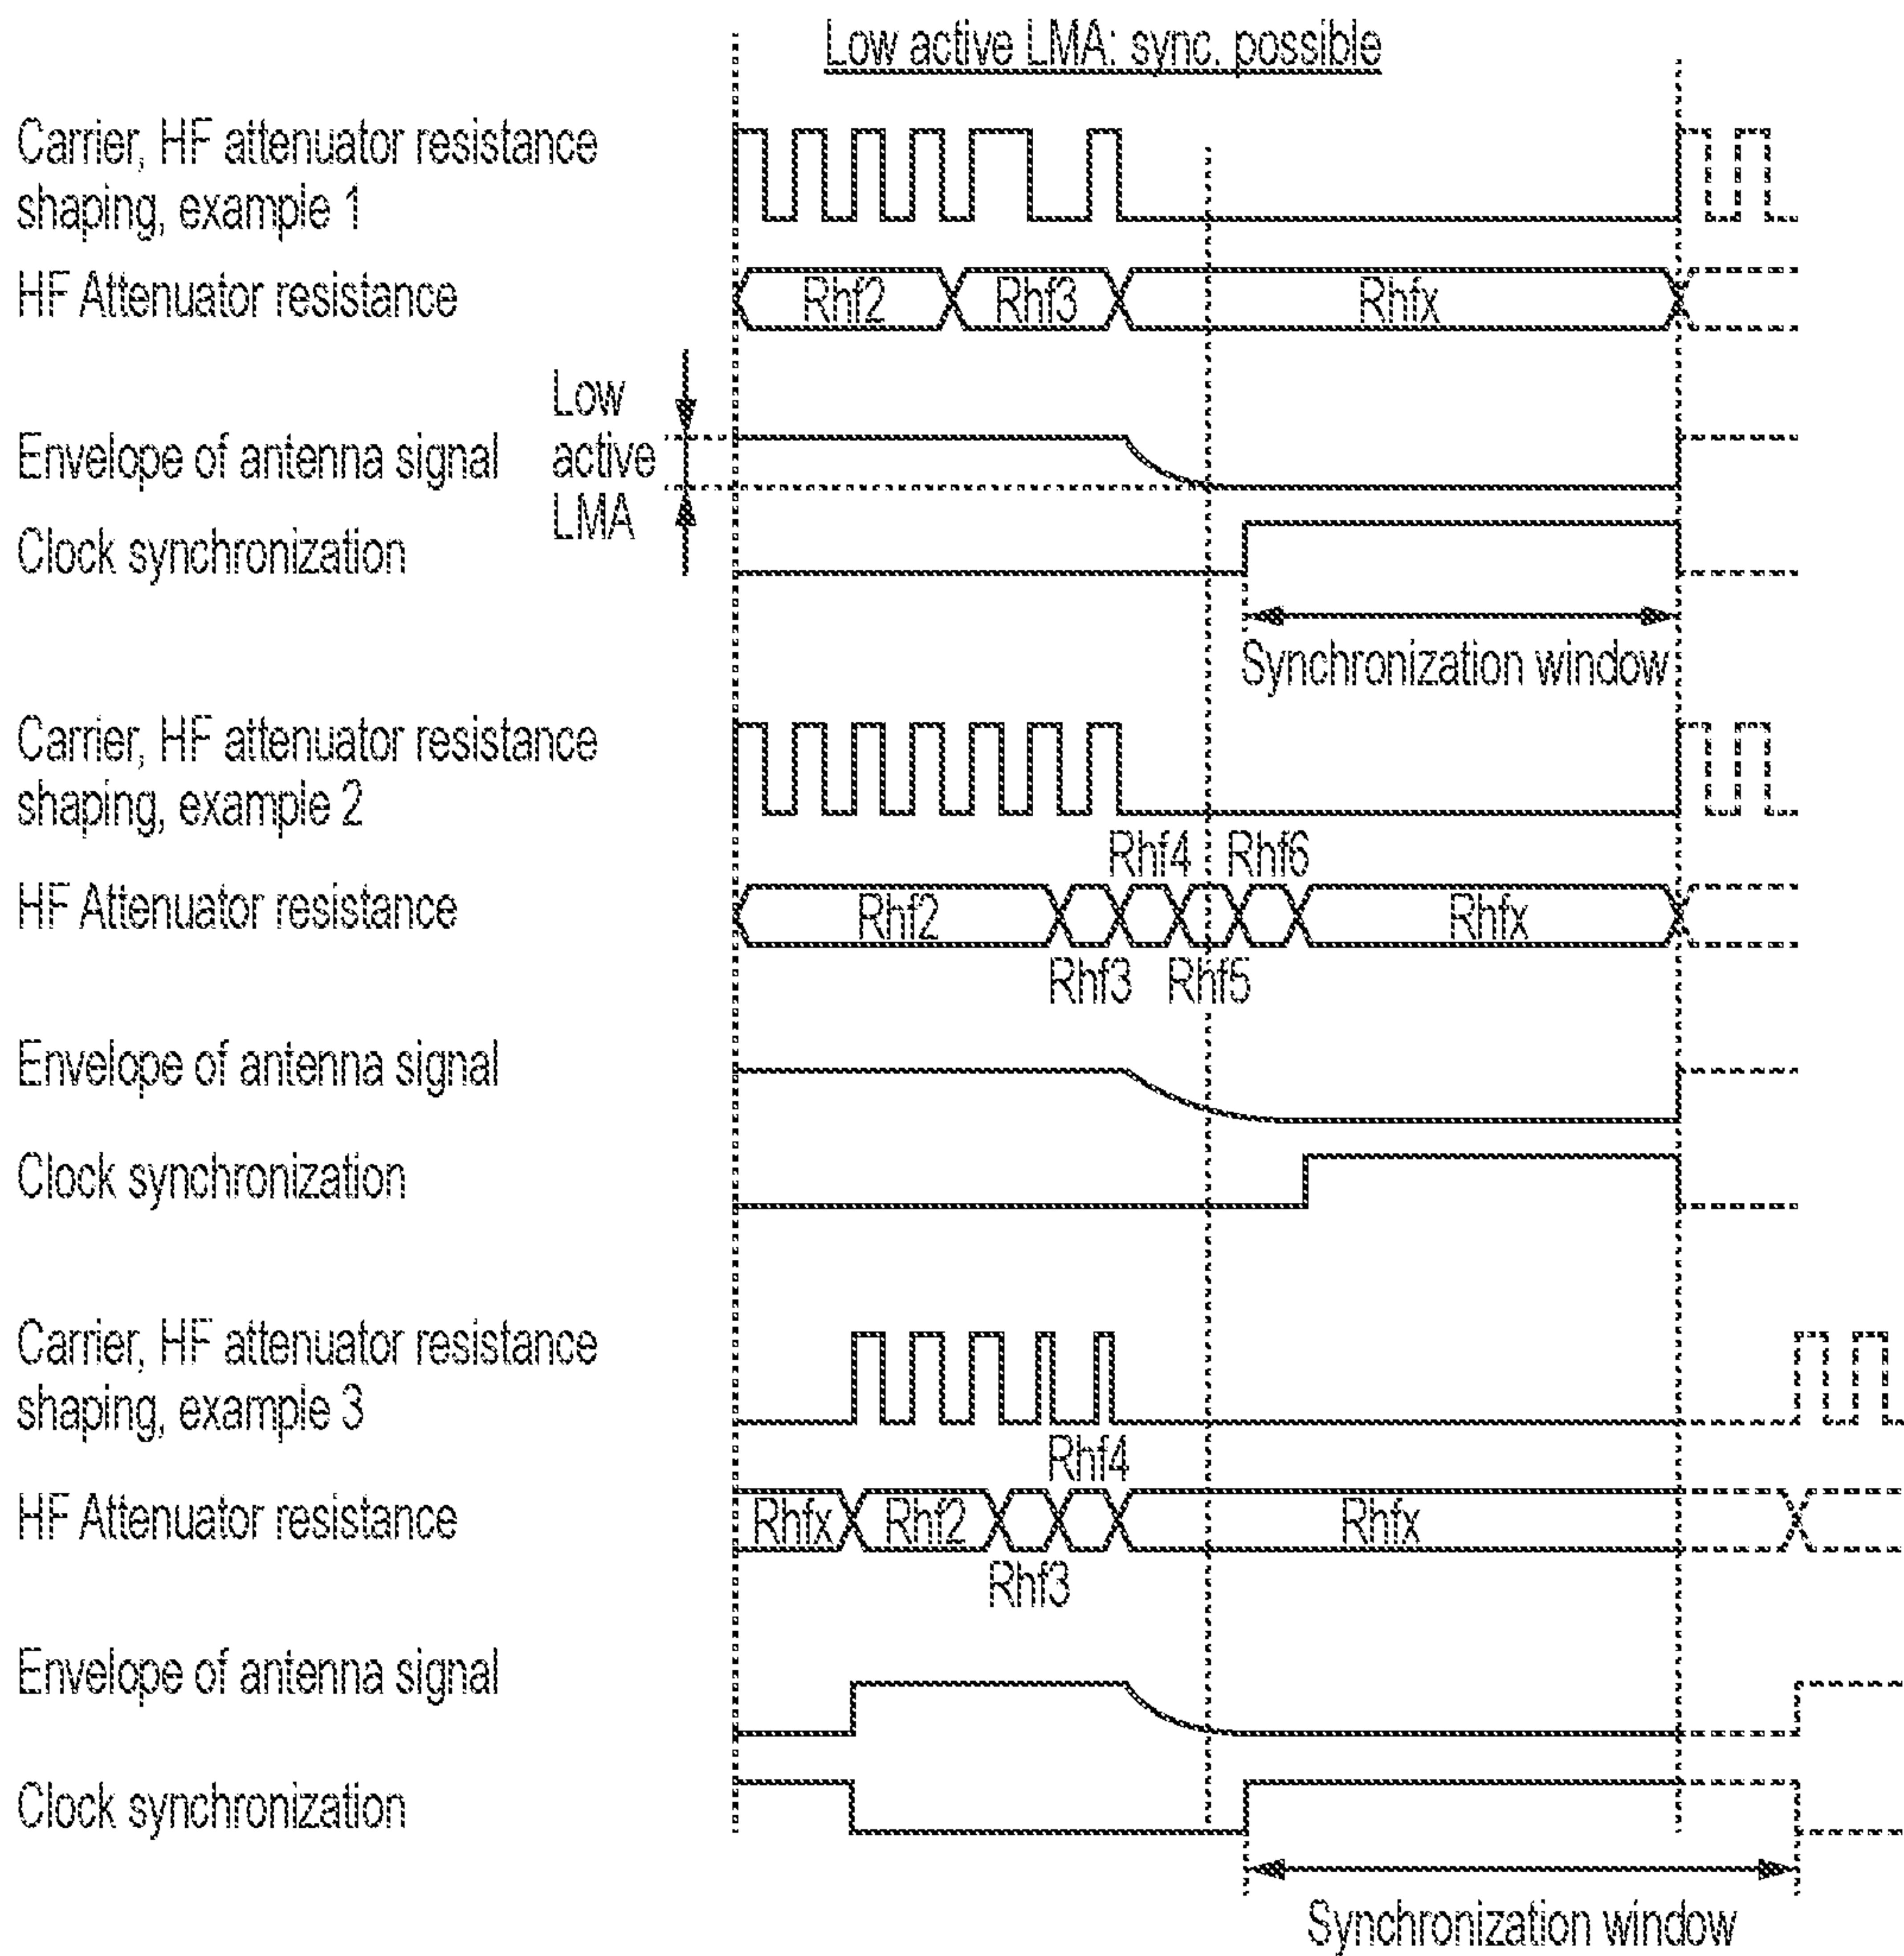 Low active LMA: sync. possible
Carrier, HF attenuator resistance
shaping, example 1
HF Attenuator resistance
Rhf2
Rhf3
Rhfx
Low
active
LMA
Envelope of antenna signal
Clock synchronization
Synchronization window
Carrier, HF attenuator resistance
shaping, example 2
Rhf4
Rhf6
HF Attenuator resistance
Rhf2
Rhfx
Rhf3
Rhf5
Envelope of antenna signal
Clock synchronization
Carrier, HF attenuator resistance
shaping, example 3
Rhf4
HF Attenuator resistance
Rhfx
Rhf2
Rhfx
Rhf3
Envelope of antenna signal
Clock synchronization
Synchronization window